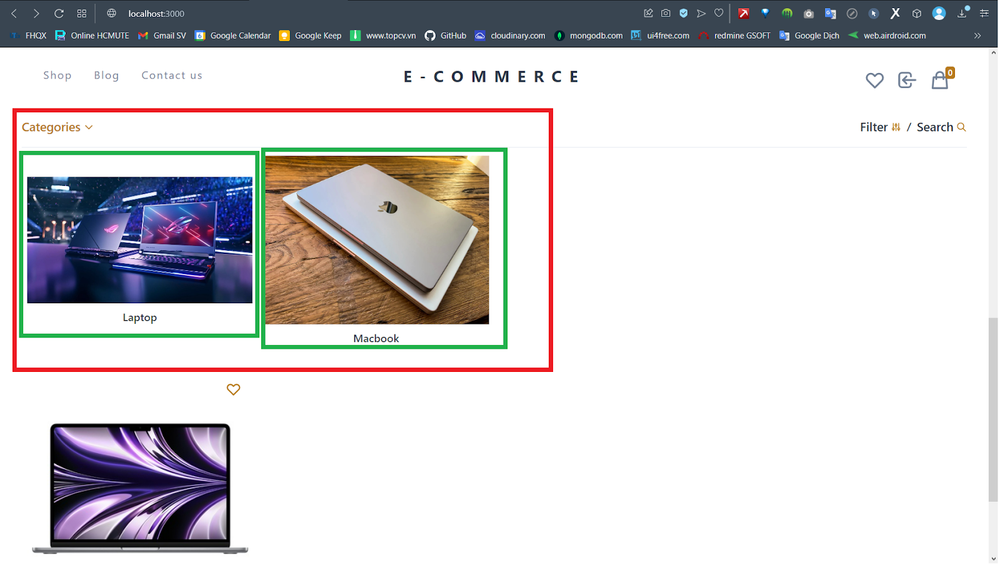 localhost:3000
FHQX Online HCMUTE Gmail SV Google Calendar Google Keep www.topcv.vn GitHub cloudinary.com mongodb.com ui4free.com redmine GSOFT Google Dịch web.airdroid.com
Shop Blog Contact us E-COMMERCE 0
Categories Filter / Search
Laptop
Macbook